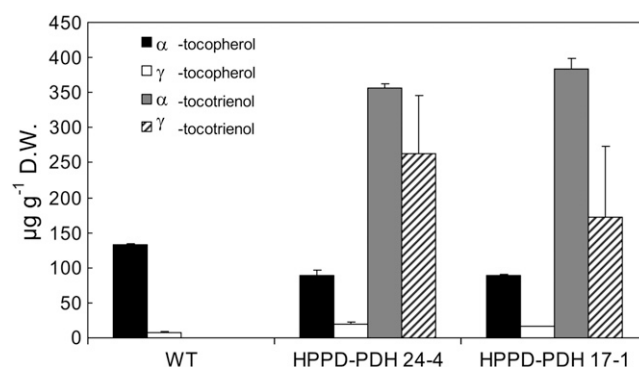 450
400
350
300
250
200
150
100
50
0
µg g-1 D.W.
α -tocopherol
γ -tocopherol
α -tocotrienol
γ -tocotrienol
WT HPPD-PDH 24-4 HPPD-PDH 17-1